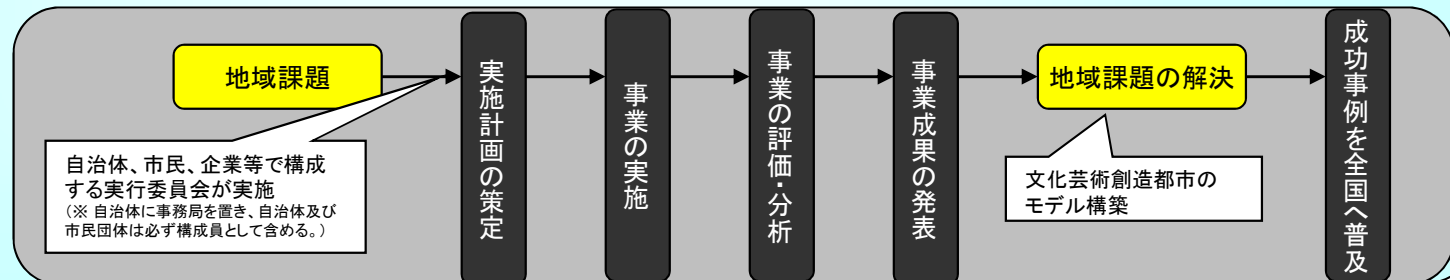 地域課題
自治体、市民、企業等で構成
する実行委員会が実施
(※ 自治体に事務局を置き、自治体及び
市民団体は必ず構成員として含める。)
実施計画の策定
事業の実施
事業の評価・分析
事業成果の発表
地域課題の解決
文化芸術創造都市の
モデル構築
成功事例を全国へ普及